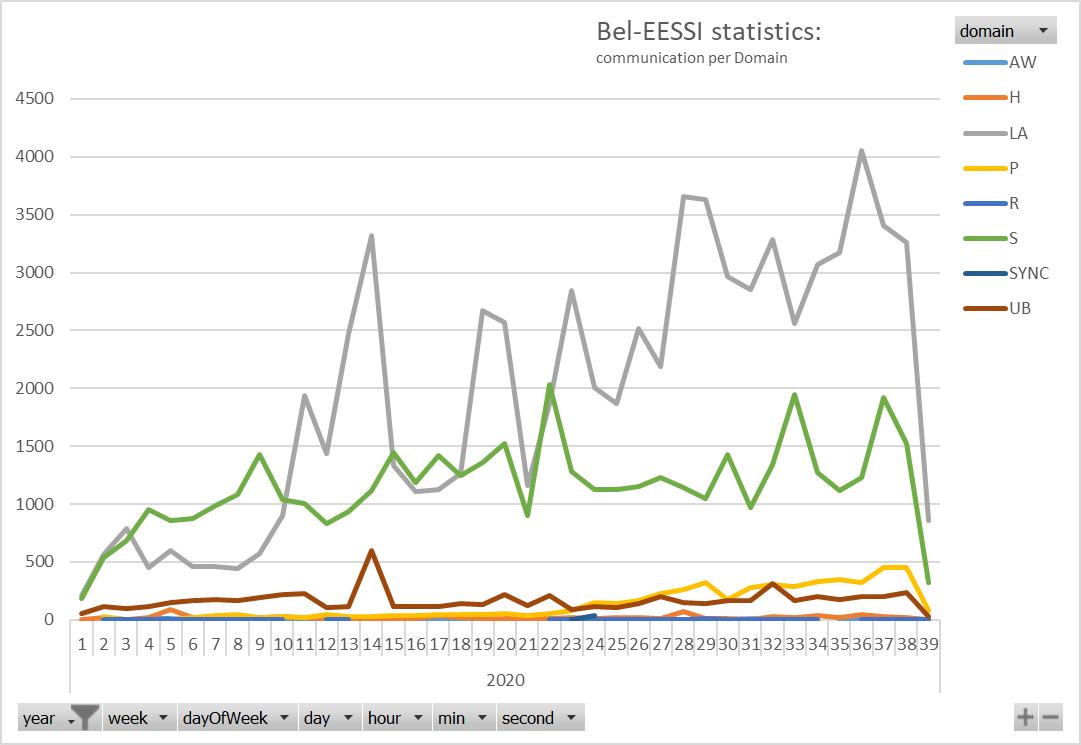 Bel-EESSI statistics:
communication per Domain
domain
AW
H
LA
P
R
S
SYNC
UB
4500
4000
3500
3000
2500
2000
1500
1000
500
0
1 2 3 4 5 6 7 8 9 10 11 12 13 14 15 16 17 18 19 20 21 22 23 24 25 26 27 28 29 30 31 32 33 34 35 36 37 38 39
2020
year week dayOfWeek day hour min second